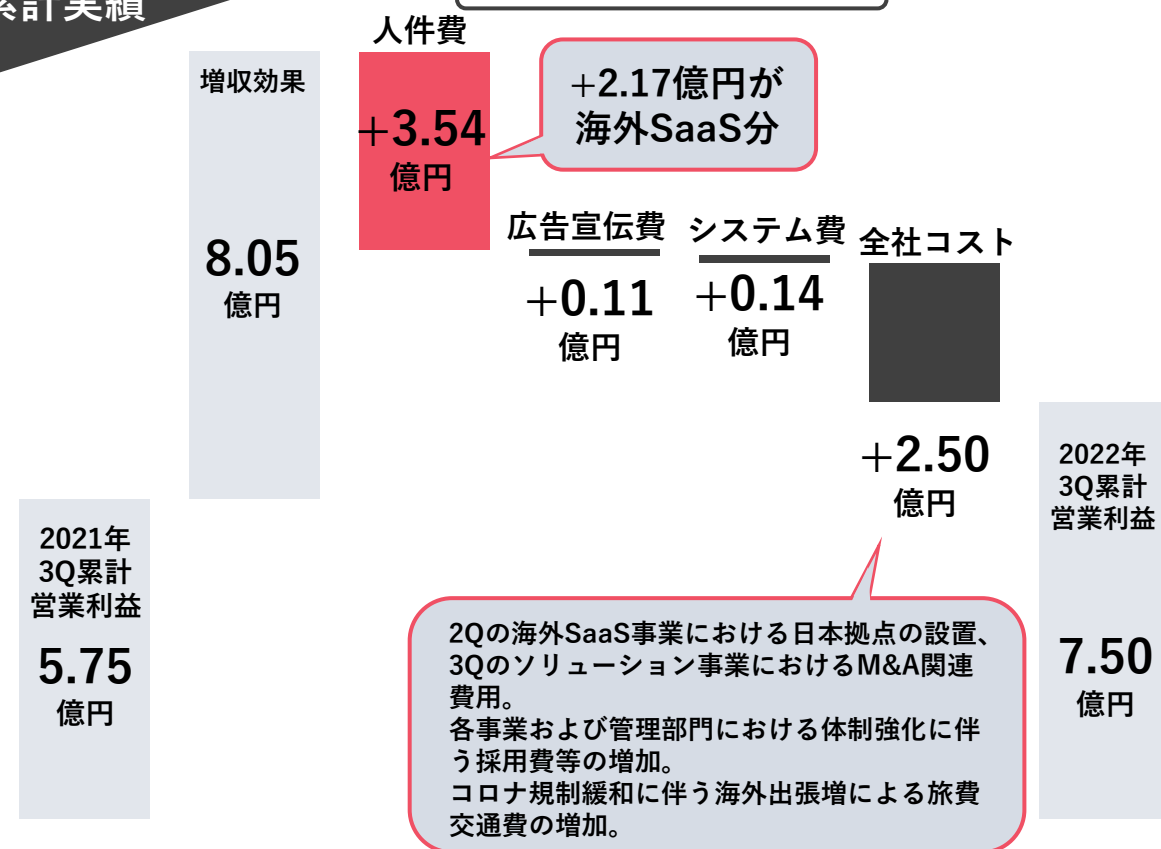 累計実績
人件費
増収効果
+3.54
億円
+2.17億円が
海外SaaS分
8.05
億円
広告宣伝費
+0.11
億円
システム費
+0.14
億円
全社コスト
+2.50
億円
2021年
3Q累計
営業利益
5.75
億円
2022年
3Q累計
営業利益
7.50
億円
2Qの海外SaaS事業における日本拠点の設置、
3Qのソリューション事業におけるM&A関連
費用。
各事業および管理部門における体制強化に伴
う採用費等の増加。
コロナ規制緩和に伴う海外出張増による旅費
交通費の増加。